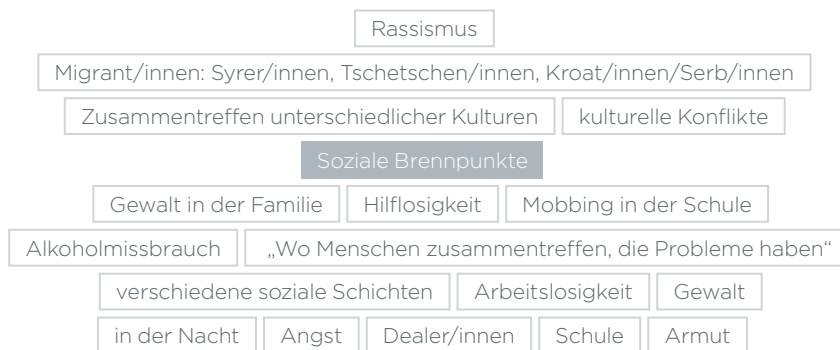 Rassismus
Migrant/innen: Syrer/innen, Tschetschen/innen, Kroat/innen/Serb/innen
Zusammentreffen unterschiedlicher Kulturen kulturelle Konflikte
Soziale Brennpunkte
Gewalt in der Familie Hilflosigkeit Mobbing in der Schule
Alkoholmissbrauch „Wo Menschen zusammentreffen, die Probleme haben“
verschiedene soziale Schichten Arbeitslosigkeit Gewalt
in der Nacht Angst Dealer/innen Schule Armut